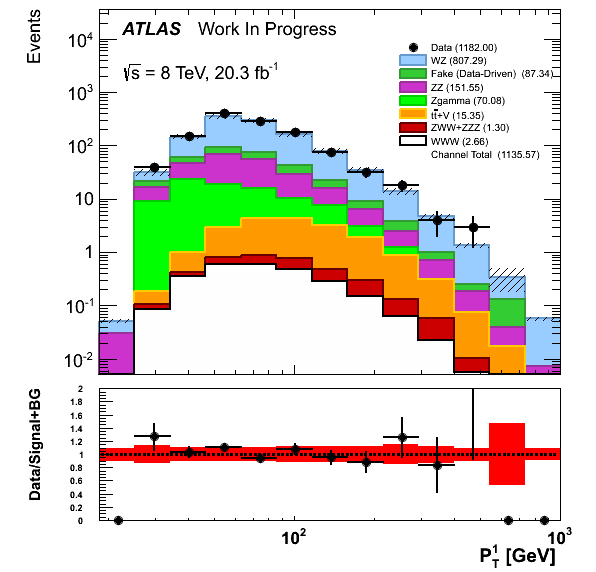 Events
ATLAS Work In Progress
√s = 8 TeV, 20.3 fb⁻¹
Data (1182.00)
WZ (807.29)
Fake (Data-Driven) (87.34)
ZZ (151.55)
Zgamma (70.08)
tt̄+V (15.35)
ZWW+ZZZ (1.30)
WWW (2.66)
Channel Total (1135.57)
10⁴
10³
10²
10
1
10⁻¹
10⁻²
Data/Signal+BG
2
1.8
1.6
1.4
1.2
1
0.8
0.6
0.4
0.2
0
10²
10³
P¹_T [GeV]